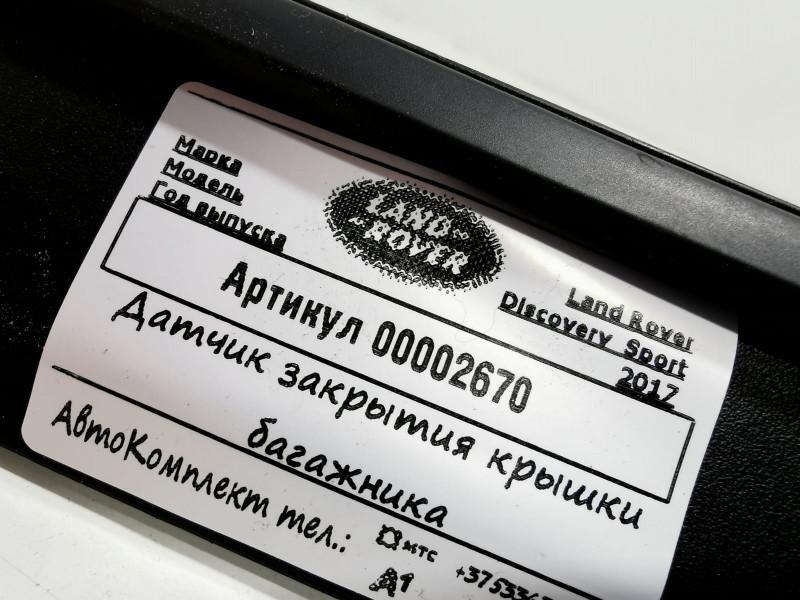 Марка
Модель
Год выпуска
LAND
ROVER
Land Rover
Discovery Sport
2017
Артикул 00002670
Датчик закрытия крышки
багажника
АвтоКомплект тел.:
мтс
A1